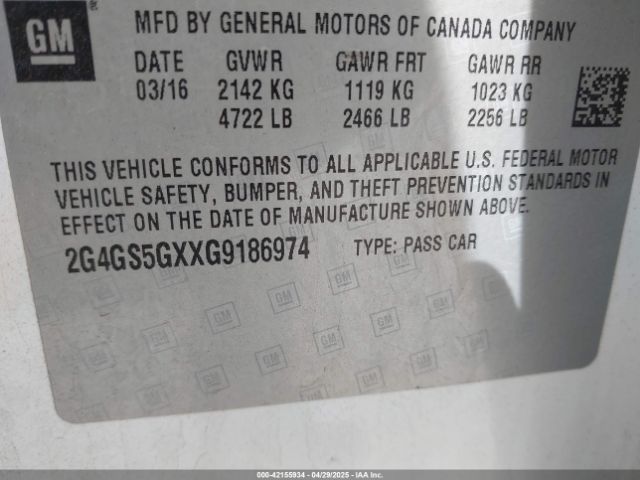 GM
MFD BY GENERAL MOTORS OF CANADA COMPANY
DATE GVWR GAWR FRT GAWR RR
03/16 2142 KG 1119 KG 1023 KG
4722 LB 2466 LB 2256 LB
THIS VEHICLE CONFORMS TO ALL APPLICABLE U.S. FEDERAL MOTOR
VEHICLE SAFETY, BUMPER, AND THEFT PREVENTION STANDARDS IN
EFFECT ON THE DATE OF MANUFACTURE SHOWN ABOVE.
2G4GS5GXXG9186974 TYPE: PASS CAR
000-42155934 - 04/29/2025 - IAA Inc.